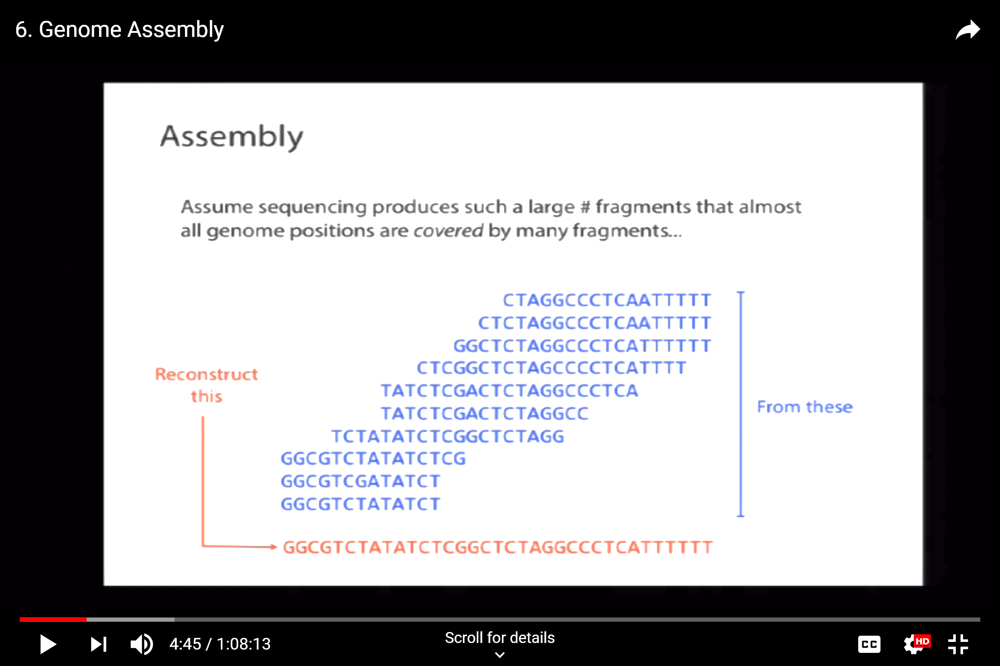 6. Genome Assembly
Assembly
Assume sequencing produces such a large # fragments that almost
all genome positions are covered by many fragments...
CTAGGCCCTCAATTTTT
CTCTAGGCCCTCAATTTTT
GGCTCTAGGCCCTCATTTTTT
CTCGGCTCTAGCCCCTCATTTT
TATCTCGACTCTAGGCCCTCA
TATCTCGACTCTAGGCC
TCTATATCTCGGCTCTAGG
GGCGTCTATATCTCG
GGCGTCGATATCT
GGCGTCTATATCT
Reconstruct
this
From these
GGCGTCTATATCTCGGCTCTAGGCCCTCATTTTTT
4:45 / 1:08:13
Scroll for details
CC
HD